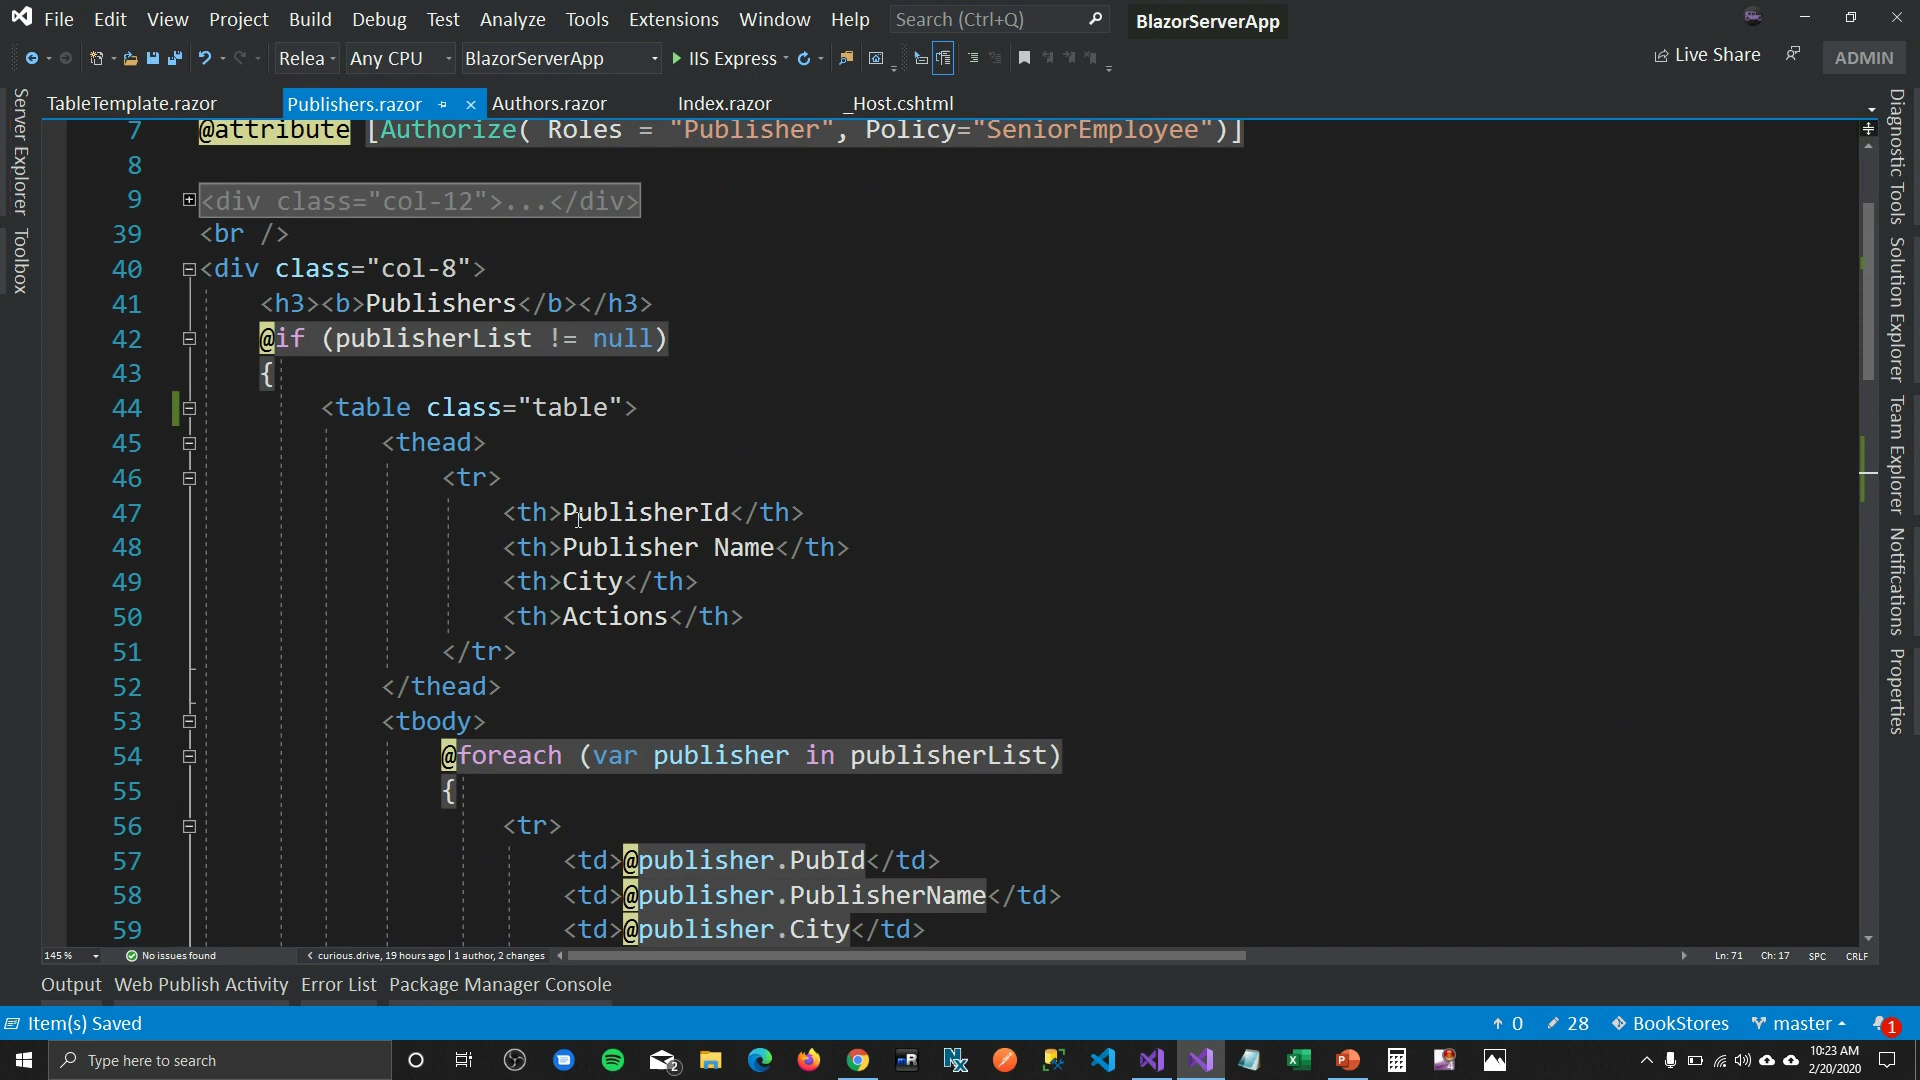 File Edit View Project Build Debug Test Analyze Tools Extensions Window Help Search (Ctrl+Q) BlazorServerApp
Relea Any CPU BlazorServerApp IIS Express Live Share ADMIN
TableTemplate.razor Publishers.razor Authors.razor Index.razor _Host.cshtml
Server Explorer
Toolbox
7 @attribute [Authorize( Roles = "Publisher", Policy="SeniorEmployee")]
8
9 <div class="col-12">...</div>
39 <br />
40 <div class="col-8">
41 <h3><b>Publishers</b></h3>
42 @if (publisherList != null)
43 {
44 <table class="table">
45 <thead>
46 <tr>
47 <th>PublisherId</th>
48 <th>Publisher Name</th>
49 <th>City</th>
50 <th>Actions</th>
51 </tr>
52 </thead>
53 <tbody>
54 @foreach (var publisher in publisherList)
55 {
56 <tr>
57 <td>@publisher.PubId</td>
58 <td>@publisher.PublisherName</td>
59 <td>@publisher.City</td>
Diagnostic Tools
Solution Explorer
Team Explorer
Notifications
Properties
145 % No issues found curious.drive, 19 hours ago | 1 author, 2 changes Ln: 71 Ch: 17 SPC CRLF
Output Web Publish Activity Error List Package Manager Console
Item(s) Saved 0 28 BookStores master 1
Type here to search 2 10:23 AM
2/20/2020